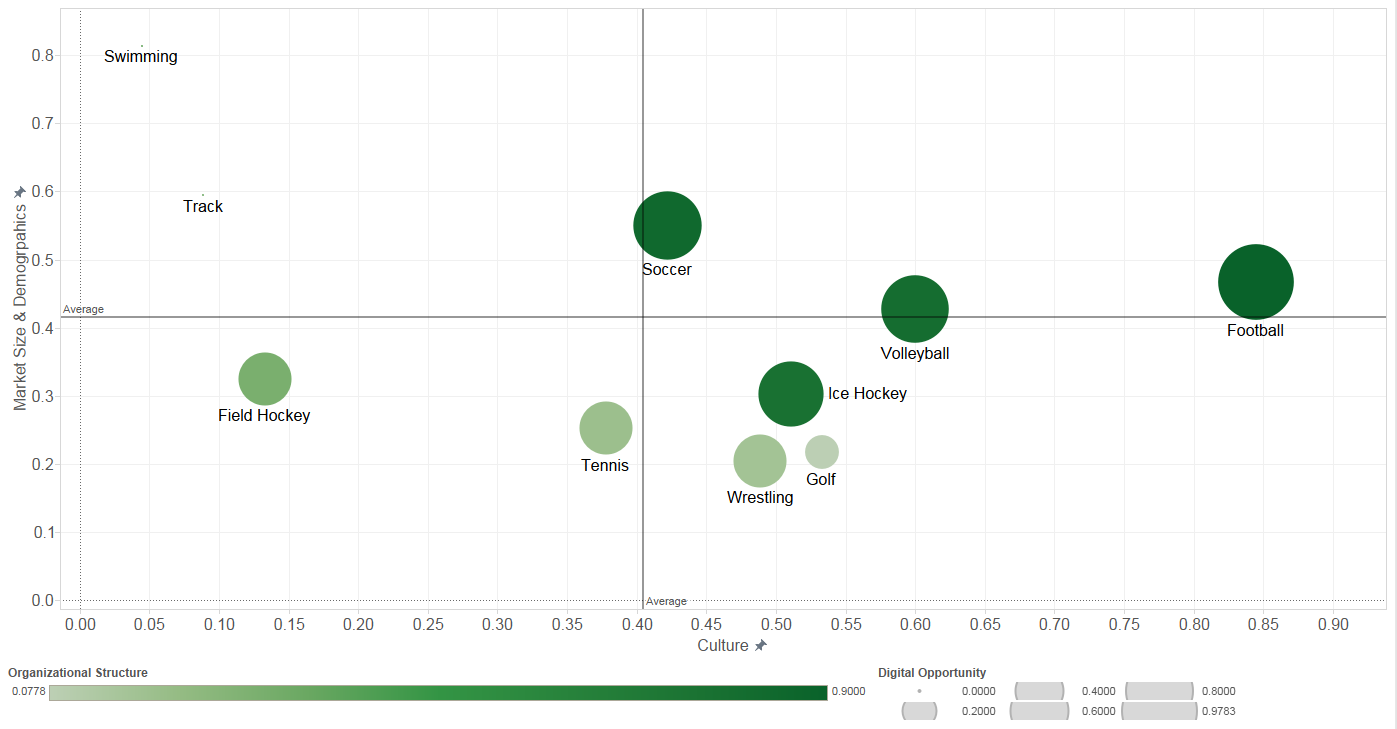 0.8
Swimming
0.7
0.6
Track
0.5
Soccer
Average
0.4
Football
Volleyball
Field Hockey
0.3
Ice Hockey
Tennis
0.2
Golf
Wrestling
0.1
0.0
Average
Market Size & Demogrpahics
0.00 0.05 0.10 0.15 0.20 0.25 0.30 0.35 0.40 0.45 0.50 0.55 0.60 0.65 0.70 0.75 0.80 0.85 0.90
Culture
Organizational Structure
0.0778 0.9000
Digital Opportunity
0.0000 0.4000 0.8000
0.2000 0.6000 0.9783